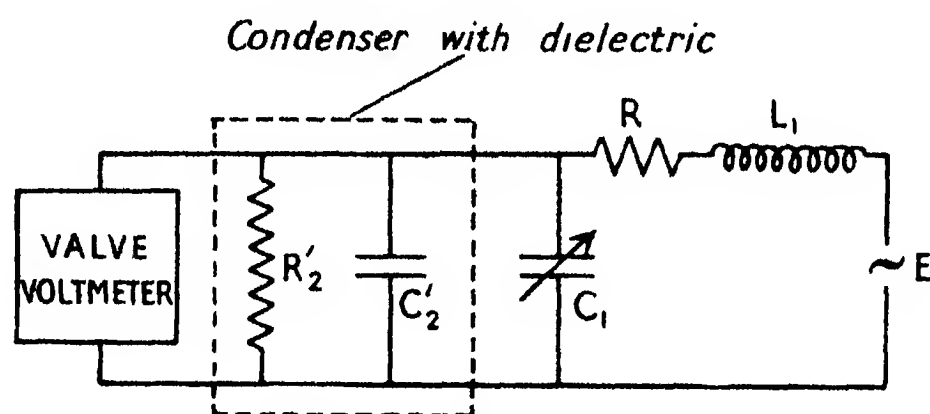 Condenser with dielectric
R L₁
VALVE
VOLTMETER
R′₂
C′₂
C₁
~ E